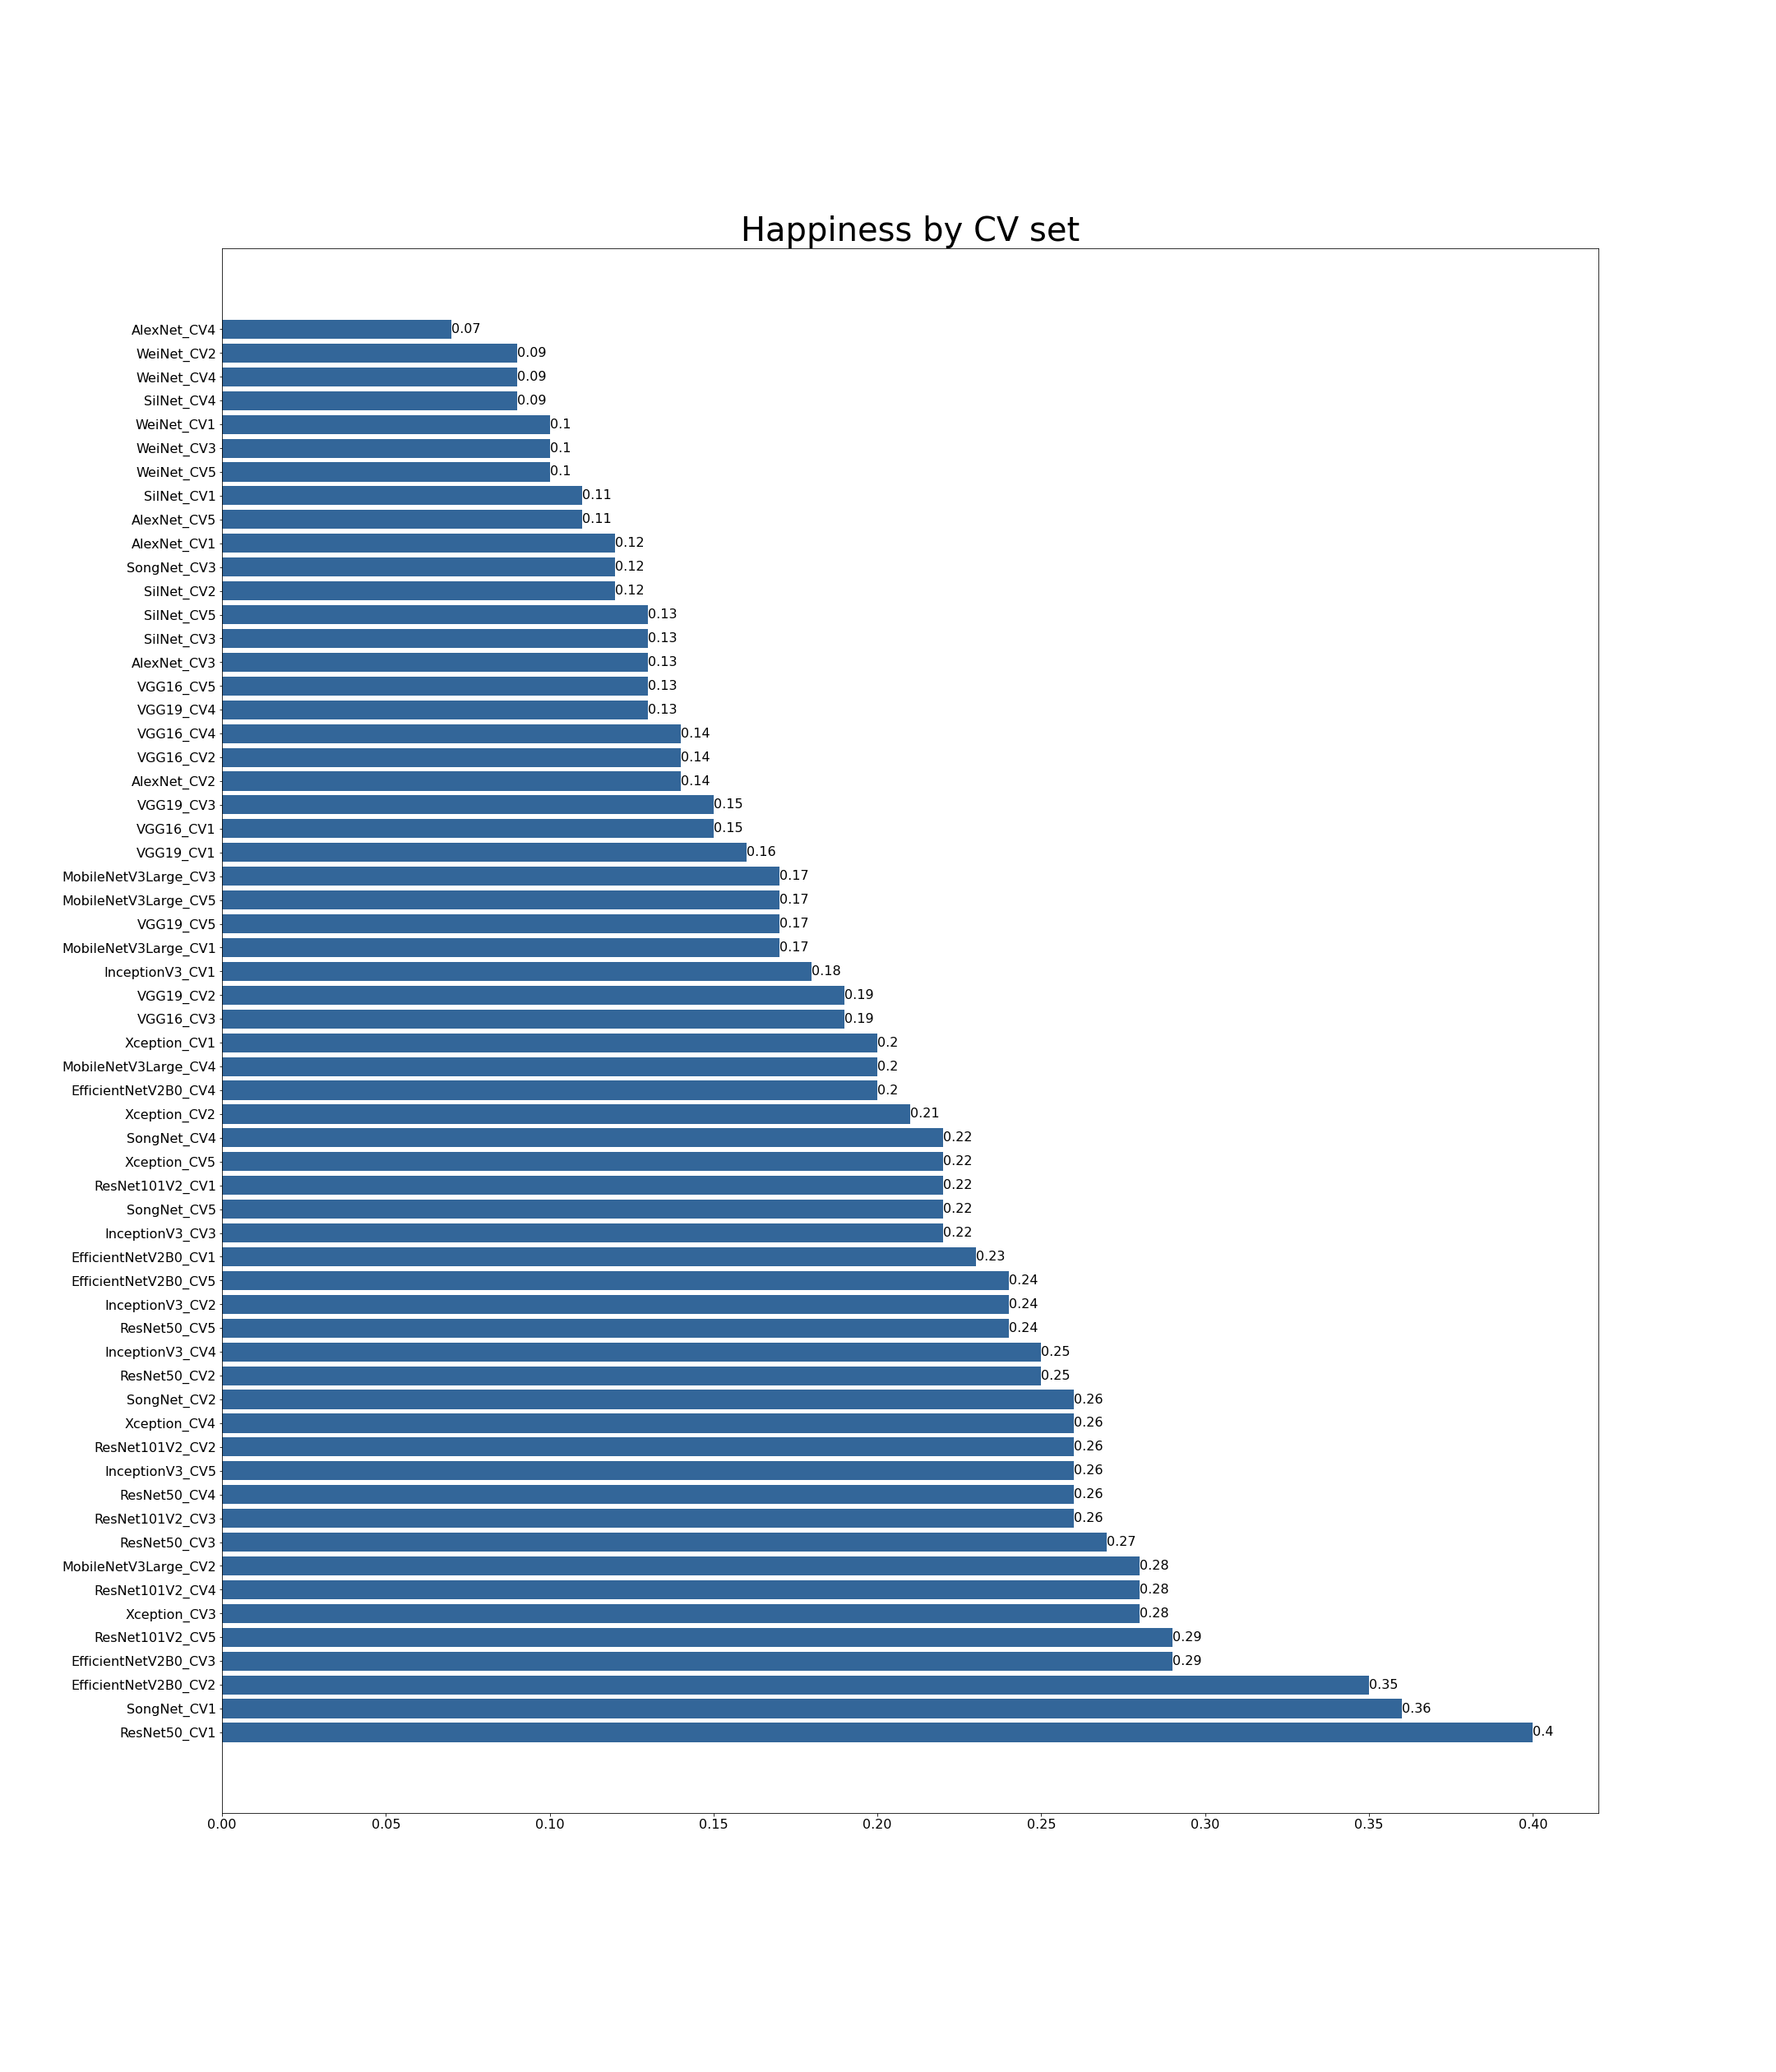 Happiness by CV set
AlexNet_CV4 0.07
WeiNet_CV2 0.09
WeiNet_CV4 0.09
SilNet_CV4 0.09
WeiNet_CV1 0.1
WeiNet_CV3 0.1
WeiNet_CV5 0.1
SilNet_CV1 0.11
AlexNet_CV5 0.11
AlexNet_CV1 0.12
SongNet_CV3 0.12
SilNet_CV2 0.12
SilNet_CV5 0.13
SilNet_CV3 0.13
AlexNet_CV3 0.13
VGG16_CV5 0.13
VGG19_CV4 0.13
VGG16_CV4 0.14
VGG16_CV2 0.14
AlexNet_CV2 0.14
VGG19_CV3 0.15
VGG16_CV1 0.15
VGG19_CV1 0.16
MobileNetV3Large_CV3 0.17
MobileNetV3Large_CV5 0.17
VGG19_CV5 0.17
MobileNetV3Large_CV1 0.17
InceptionV3_CV1 0.18
VGG19_CV2 0.19
VGG16_CV3 0.19
Xception_CV1 0.2
MobileNetV3Large_CV4 0.2
EfficientNetV2B0_CV4 0.2
Xception_CV2 0.21
SongNet_CV4 0.22
Xception_CV5 0.22
ResNet101V2_CV1 0.22
SongNet_CV5 0.22
InceptionV3_CV3 0.22
EfficientNetV2B0_CV1 0.23
EfficientNetV2B0_CV5 0.24
InceptionV3_CV2 0.24
ResNet50_CV5 0.24
InceptionV3_CV4 0.25
ResNet50_CV2 0.25
SongNet_CV2 0.26
Xception_CV4 0.26
ResNet101V2_CV2 0.26
InceptionV3_CV5 0.26
ResNet50_CV4 0.26
ResNet101V2_CV3 0.26
ResNet50_CV3 0.27
MobileNetV3Large_CV2 0.28
ResNet101V2_CV4 0.28
Xception_CV3 0.28
ResNet101V2_CV5 0.29
EfficientNetV2B0_CV3 0.29
EfficientNetV2B0_CV2 0.35
SongNet_CV1 0.36
ResNet50_CV1 0.4
0.00 0.05 0.10 0.15 0.20 0.25 0.30 0.35 0.40